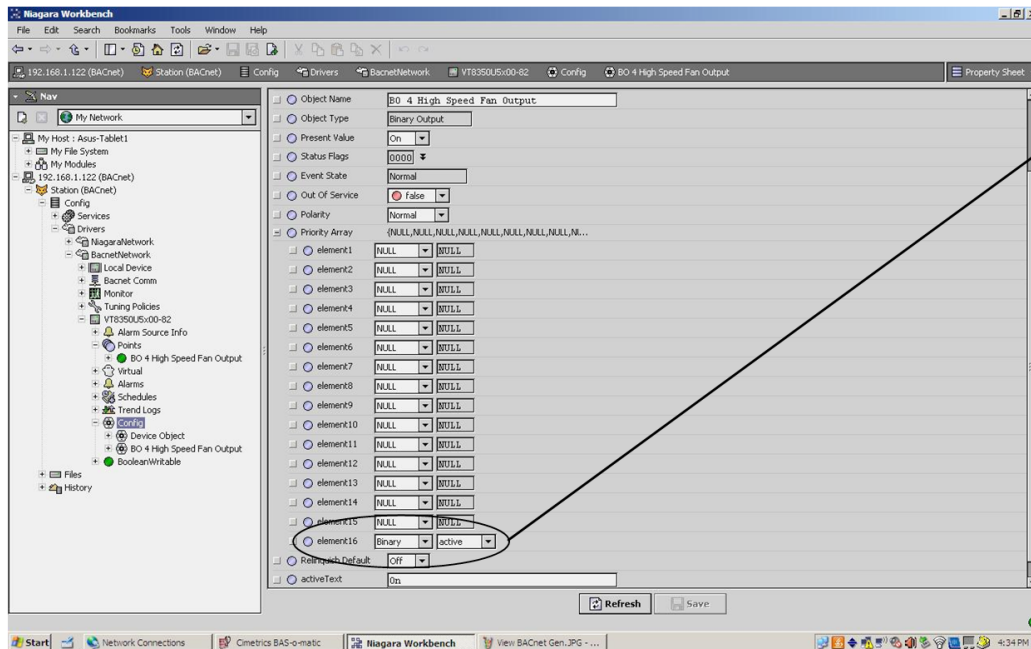 Niagara Workbench
File Edit Search Bookmarks Tools Window Help
192.168.1.122 (BACnet) Station (BACnet) Config Drivers BacnetNetwork VT8350U5x00-82 Config BO 4 High Speed Fan Output Property Sheet
Nav
My Network
My Host : Asus-Tablet1
My File System
My Modules
192.168.1.122 (BACnet)
Station (BACnet)
Config
Services
Drivers
NiagaraNetwork
BacnetNetwork
Local Device
Bacnet Comm
Monitor
Tuning Policies
VT8350U5x00-82
Alarm Source Info
Points
BO 4 High Speed Fan Output
Virtual
Alarms
Schedules
Trend Logs
Config
Device Object
BO 4 High Speed Fan Output
BooleanWritable
Files
History
Object Name BO 4 High Speed Fan Output
Object Type Binary Output
Present Value On
Status Flags 0000
Event State Normal
Out Of Service false
Polarity Normal
Priority Array {NULL,NULL,NULL,NULL,NULL,NULL,NULL,NULL,N...
element1 NULL NULL
element2 NULL NULL
element3 NULL NULL
element4 NULL NULL
element5 NULL NULL
element6 NULL NULL
element7 NULL NULL
element8 NULL NULL
element9 NULL NULL
element10 NULL NULL
element11 NULL NULL
element12 NULL NULL
element13 NULL NULL
element14 NULL NULL
element15 NULL NULL
element16 Binary active
Relinquish Default Off
activeText On
Refresh Save
Start Network Connections Cimetrics BAS-o-matic Niagara Workbench View BACnet Gen.JPG - ... 4:34 PM